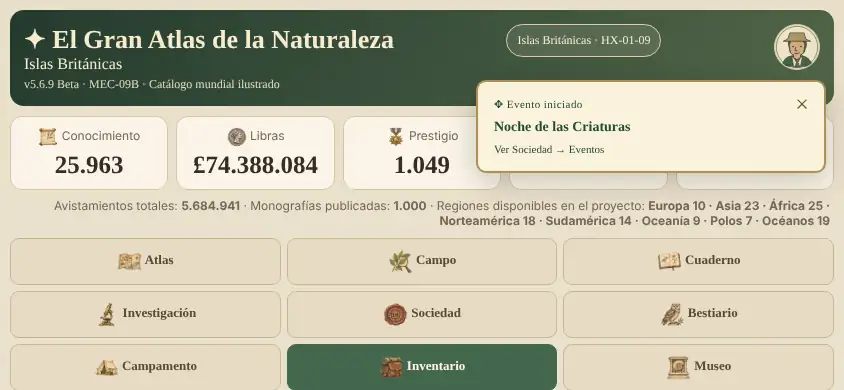 ✦ El Gran Atlas de la Naturaleza
Islas Británicas
v5.6.9 Beta · MEC-09B · Catálogo mundial ilustrado
Islas Británicas · HX-01-09
✥ Evento iniciado
Noche de las Criaturas
Ver Sociedad → Eventos
Conocimiento
25.963
Libras
£74.388.084
Prestigio
1.049
Avistamientos totales: 5.684.941 · Monografías publicadas: 1.000 · Regiones disponibles en el proyecto: Europa 10 · Asia 23 · África 25 ·
Norteamérica 18 · Sudamérica 14 · Oceanía 9 · Polos 7 · Océanos 19
Atlas
Campo
Cuaderno
Investigación
Sociedad
Bestiario
Campamento
Inventario
Museo